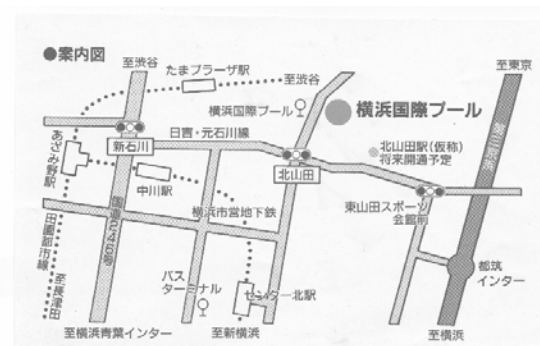 ●案内図
至渋谷
たまプラーザ駅
至渋谷
至東京
横浜国際プール
横浜国際プール
第三京浜
日吉・元石川線
新石川
あざみ野駅
中川駅
北山田
北山田駅(仮称)
将来開通予定
東山田スポーツ
会館前
国道246号
横浜市営地下鉄
田園都市線
至長津田
バス
ターミナル
センター北駅
都筑
インター
至横浜青葉インター
至新横浜
至横浜